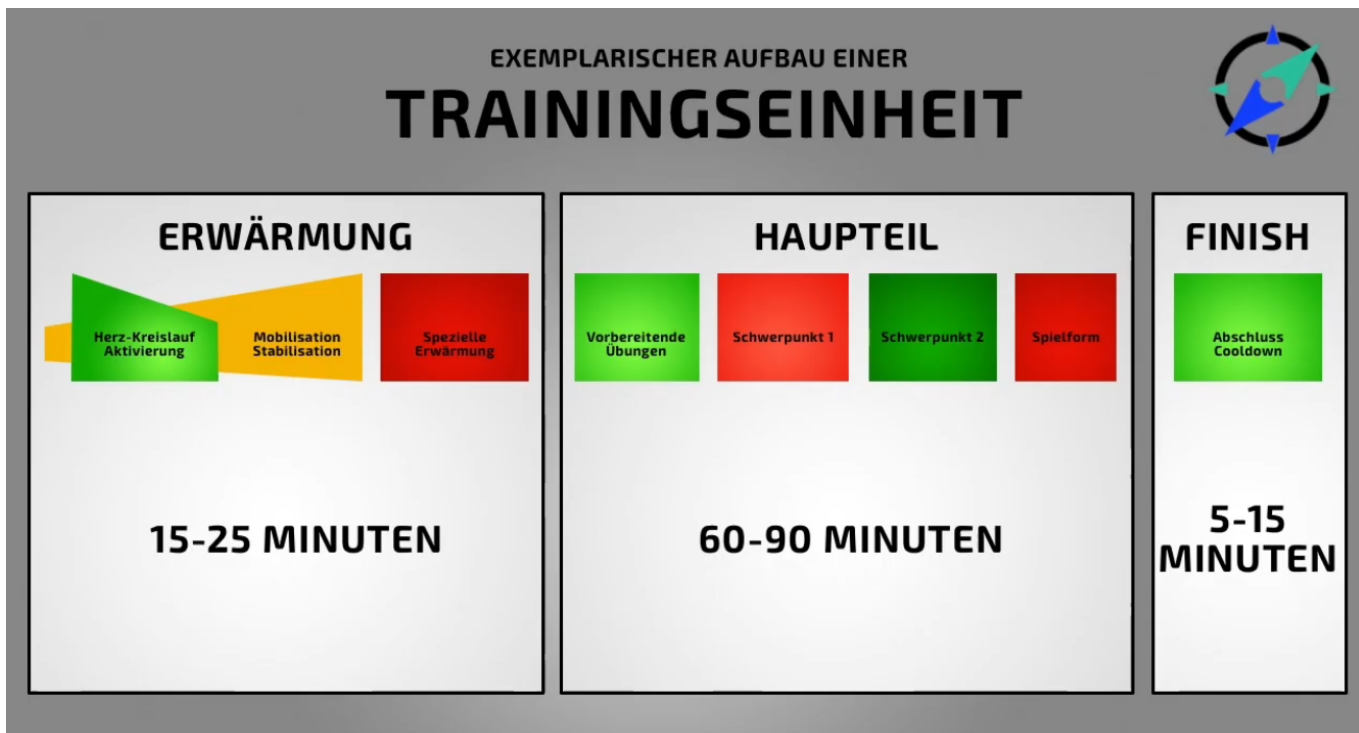 EXEMPLARISCHER AUFBAU EINER
TRAININGSEINHEIT
ERWÄRMUNG
Herz-Kreislauf
Aktivierung
Mobilisation
Stabilisation
Spezielle
Erwärmung
15-25 MINUTEN
HAUPTEIL
Vorbereitende
Übungen
Schwerpunkt 1
Schwerpunkt 2
Spielform
60-90 MINUTEN
FINISH
Abschluss
Cooldown
5-15
MINUTEN